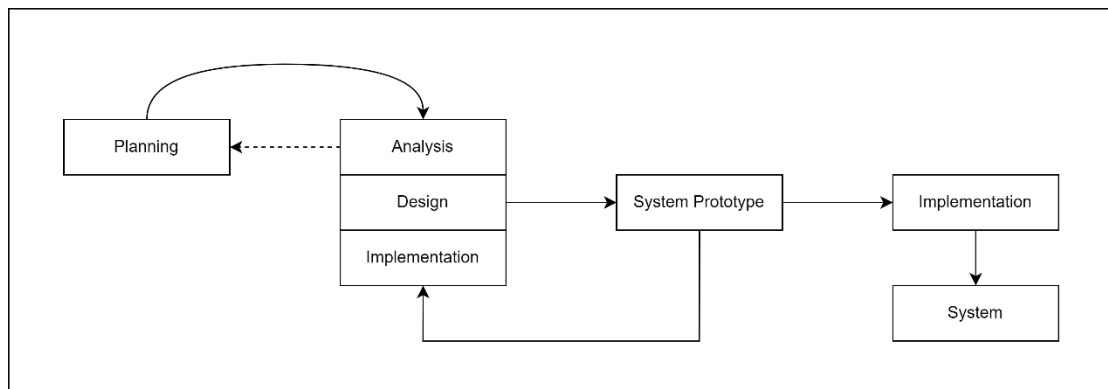 Planning
Analysis
Design
Implementation
System Prototype
Implementation
System